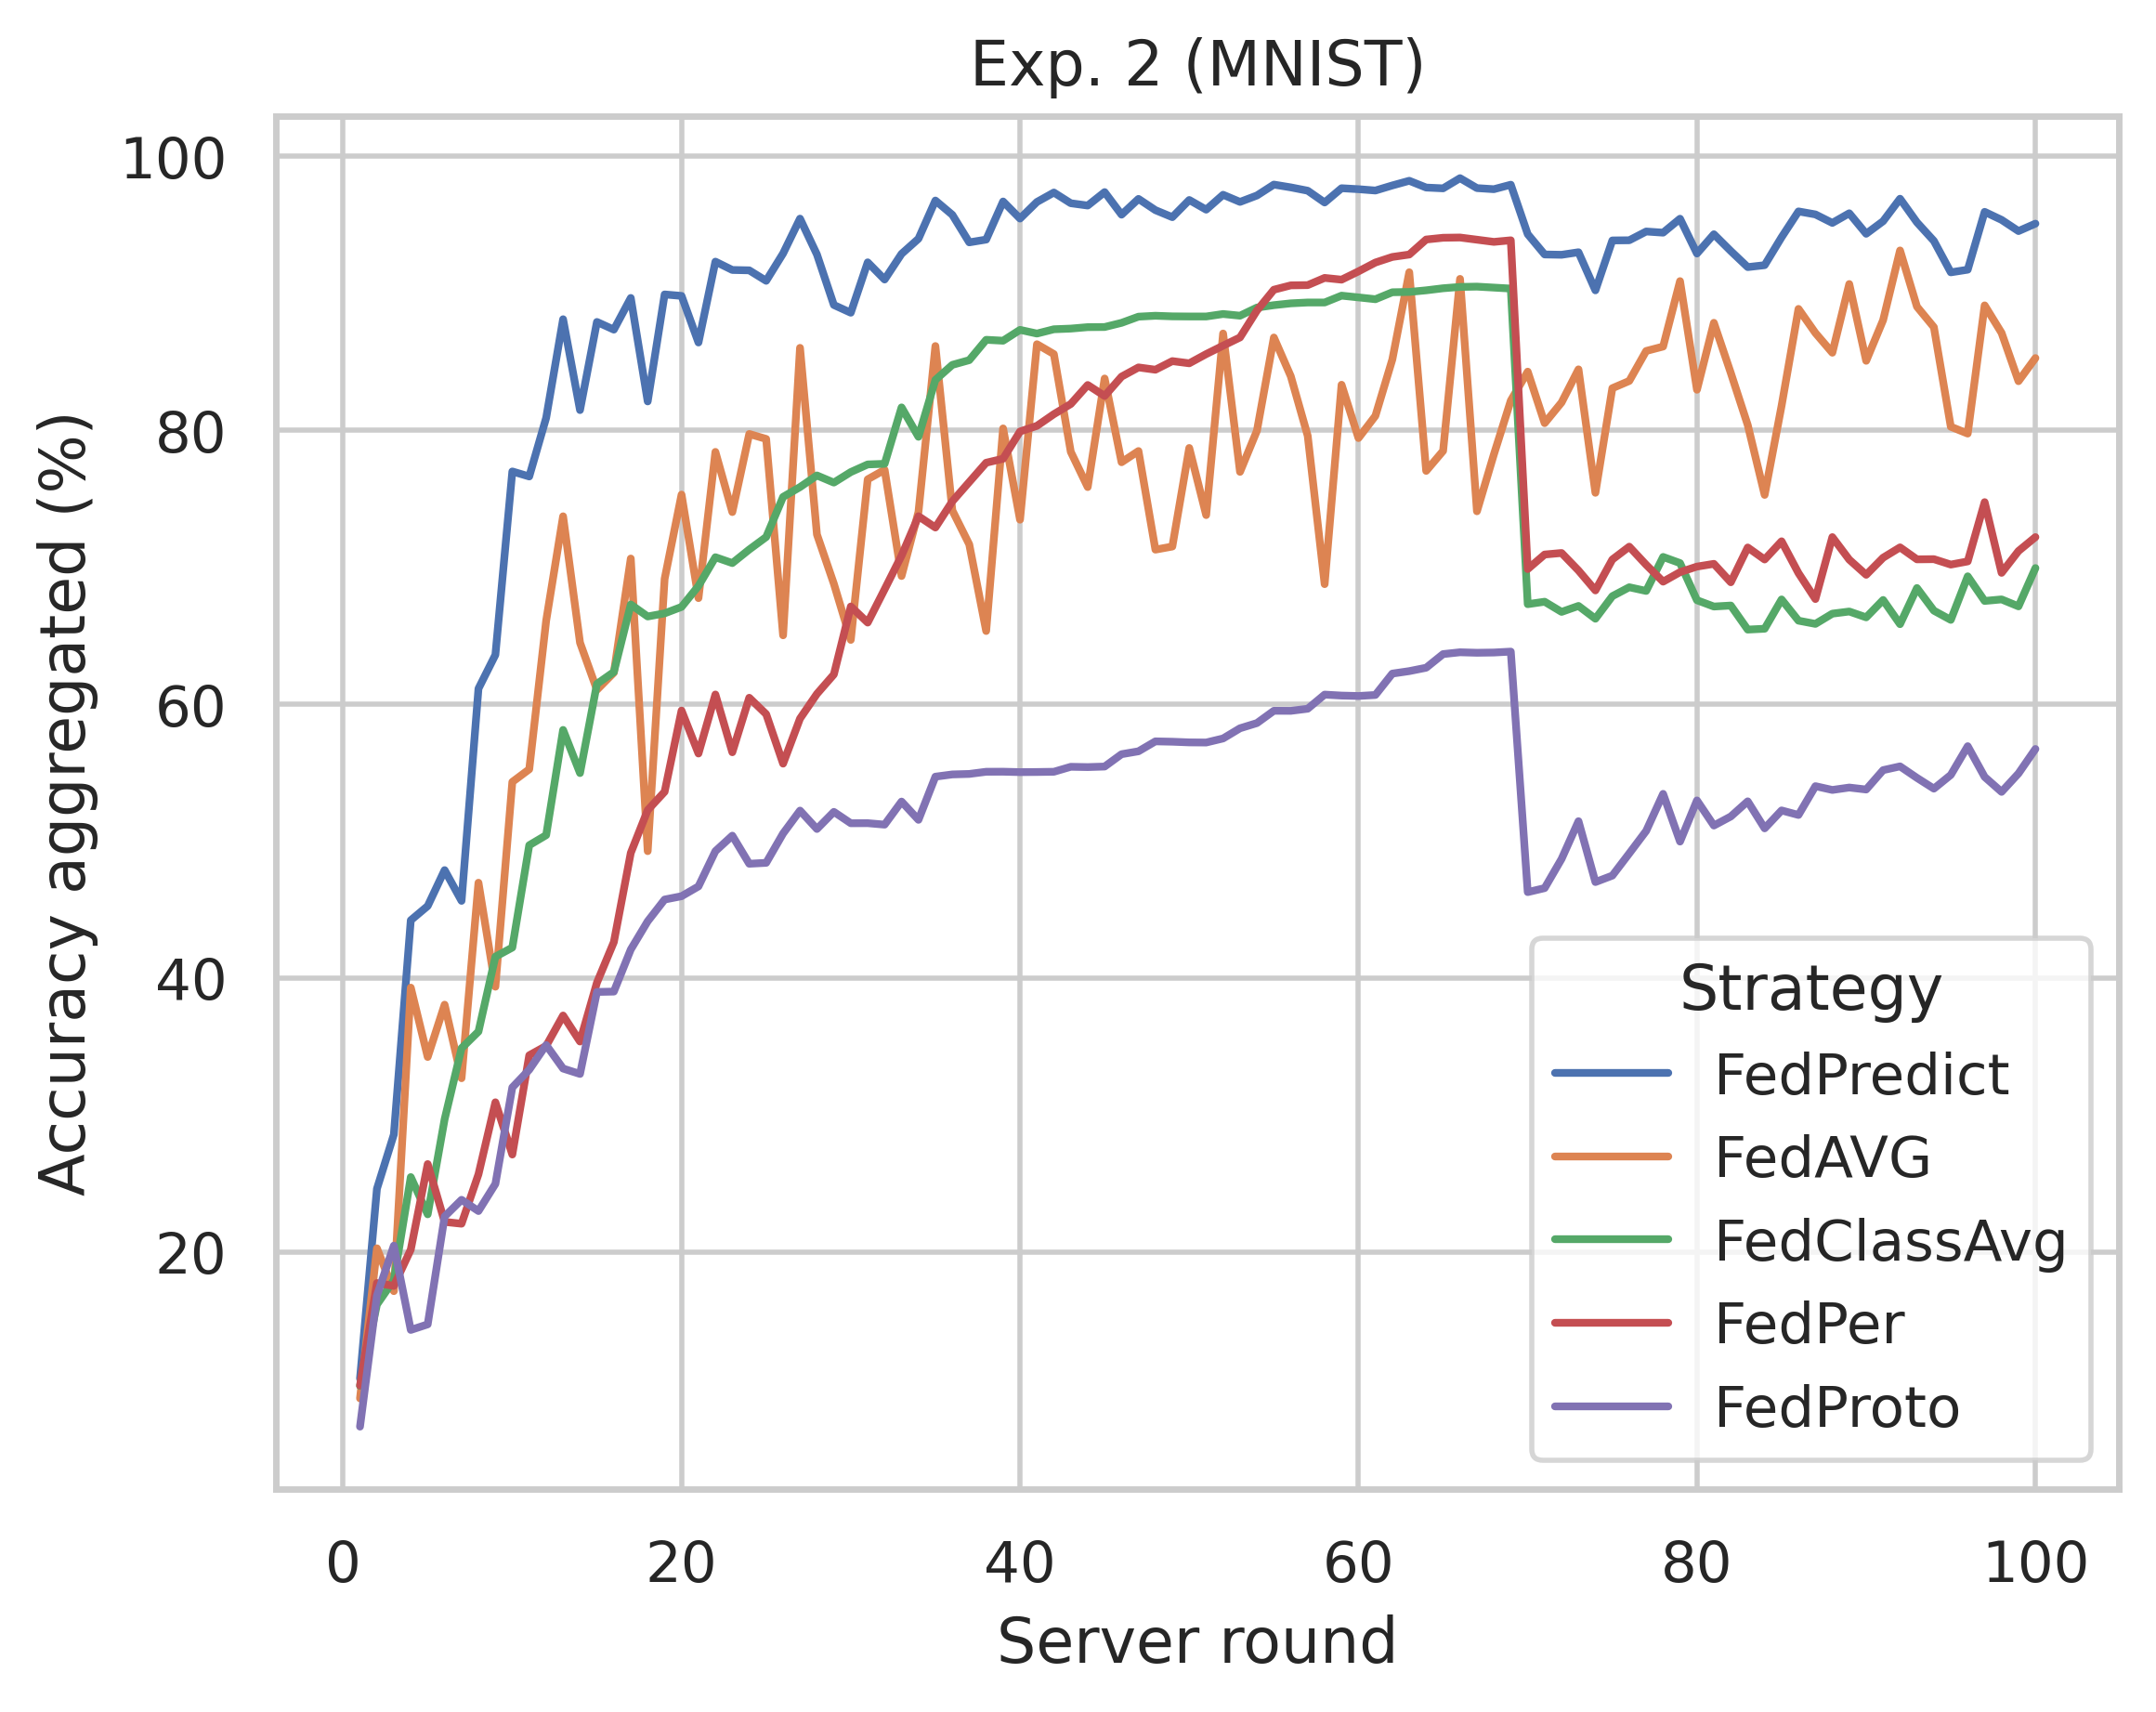 Exp. 2 (MNIST)
Accuracy aggregated (%)
100
80
60
40
20
0
20
40
60
80
100
Server round
Strategy
FedPredict
FedAVG
FedClassAvg
FedPer
FedProto